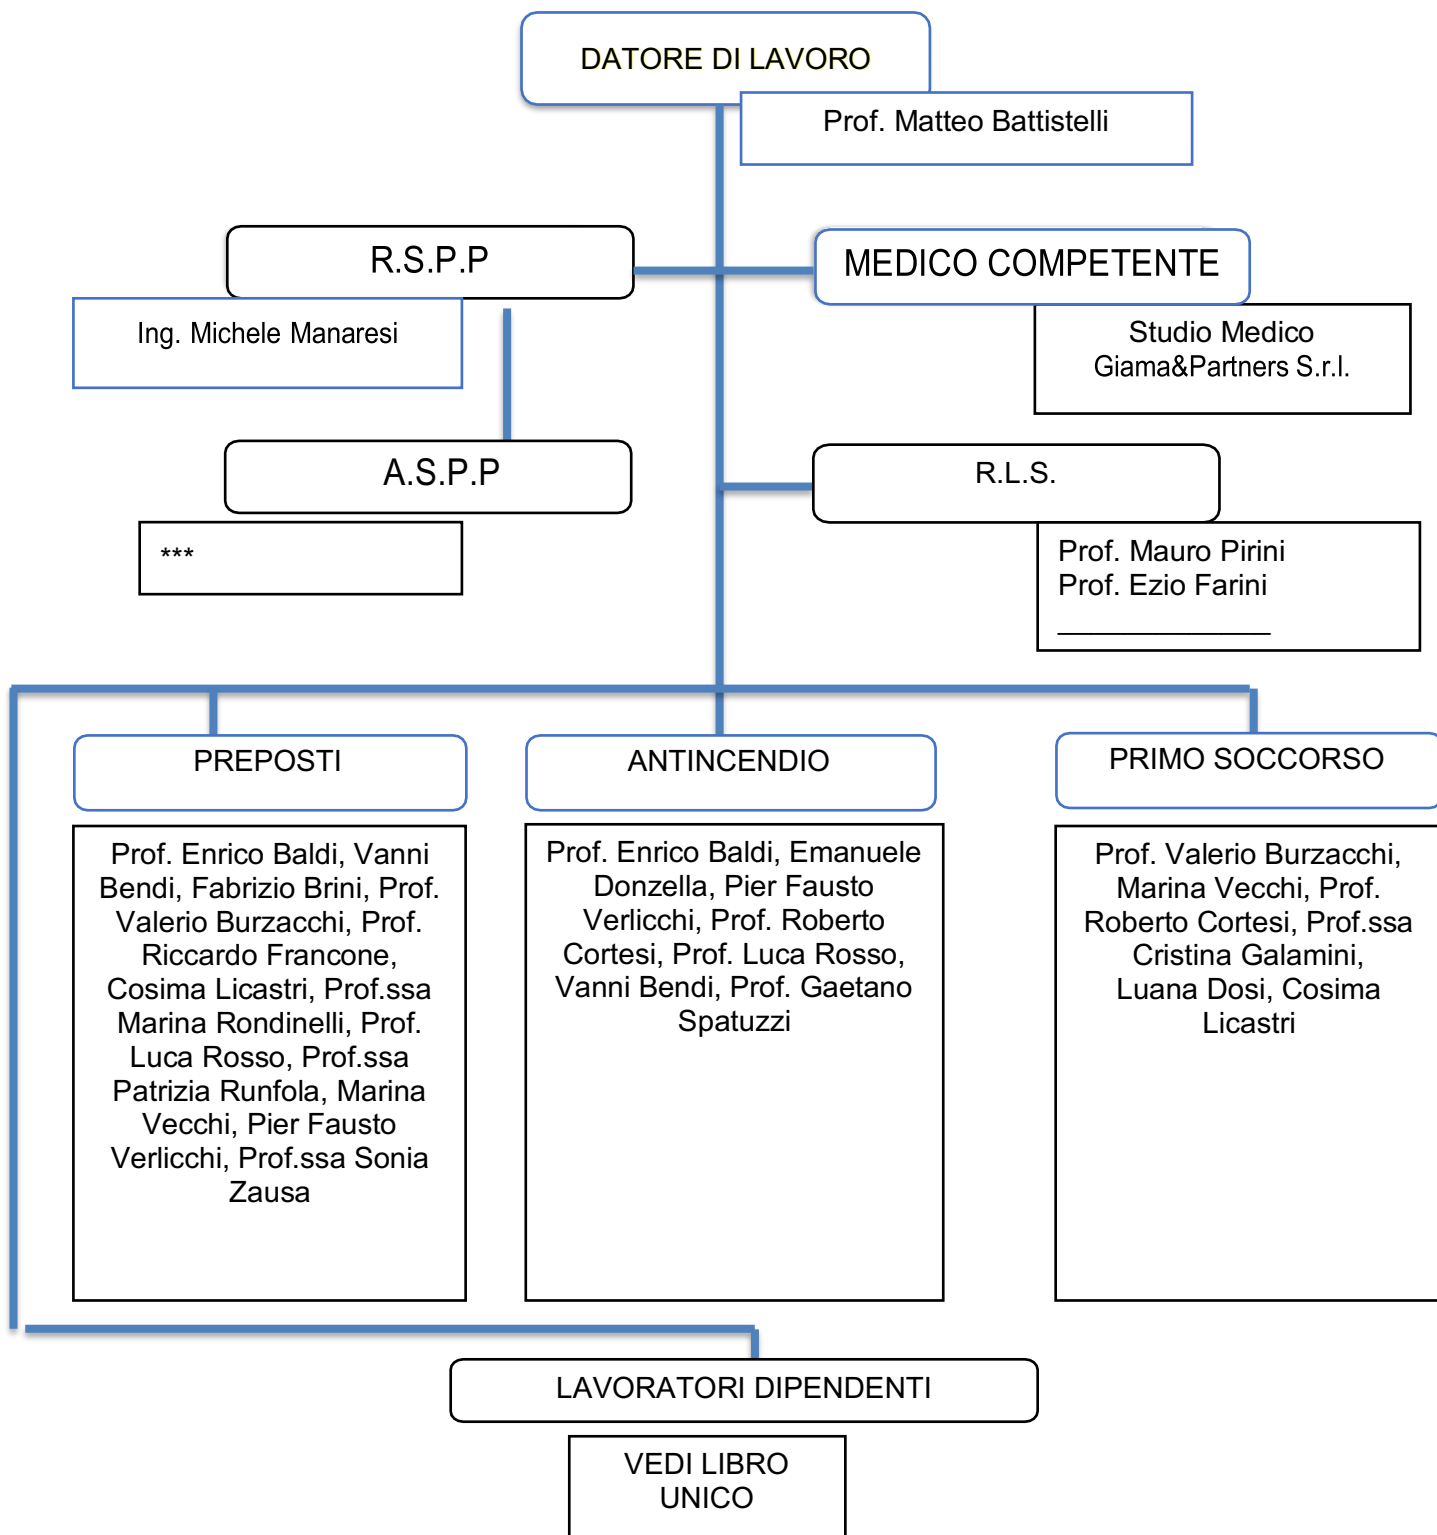 DATORE DI LAVORO
Prof. Matteo Battistelli
R.S.P.P
Ing. Michele Manaresi
MEDICO COMPETENTE
Studio Medico
Giama&Partners S.r.l.
A.S.P.P
***
R.L.S.
Prof. Mauro Pirini
Prof. Ezio Farini
_____________
PREPOSTI
Prof. Enrico Baldi, Vanni
Bendi, Fabrizio Brini, Prof.
Valerio Burzacchi, Prof.
Riccardo Francone,
Cosima Licastri, Prof.ssa
Marina Rondinelli, Prof.
Luca Rosso, Prof.ssa
Patrizia Runfola, Marina
Vecchi, Pier Fausto
Verlicchi, Prof.ssa Sonia
Zausa
ANTINCENDIO
Prof. Enrico Baldi, Emanuele
Donzella, Pier Fausto
Verlicchi, Prof. Roberto
Cortesi, Prof. Luca Rosso,
Vanni Bendi, Prof. Gaetano
Spatuzzi
PRIMO SOCCORSO
Prof. Valerio Burzacchi,
Marina Vecchi, Prof.
Roberto Cortesi, Prof.ssa
Cristina Galamini,
Luana Dosi, Cosima
Licastri
LAVORATORI DIPENDENTI
VEDI LIBRO
UNICO